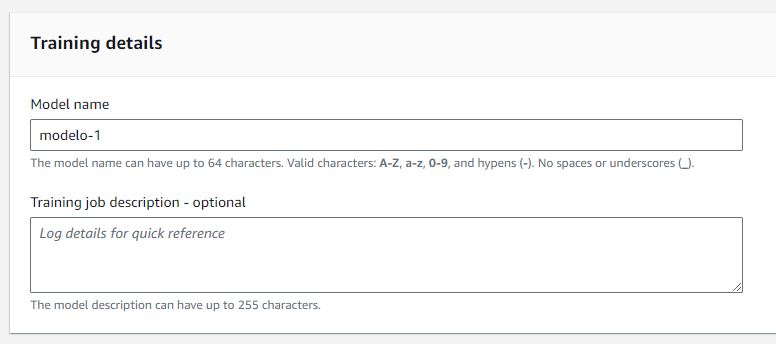 Training details
Model name
modelo-1
The model name can have up to 64 characters. Valid characters: A-Z, a-z, 0-9, and hypens (-). No spaces or underscores (_).
Training job description - optional
Log details for quick reference
The model description can have up to 255 characters.